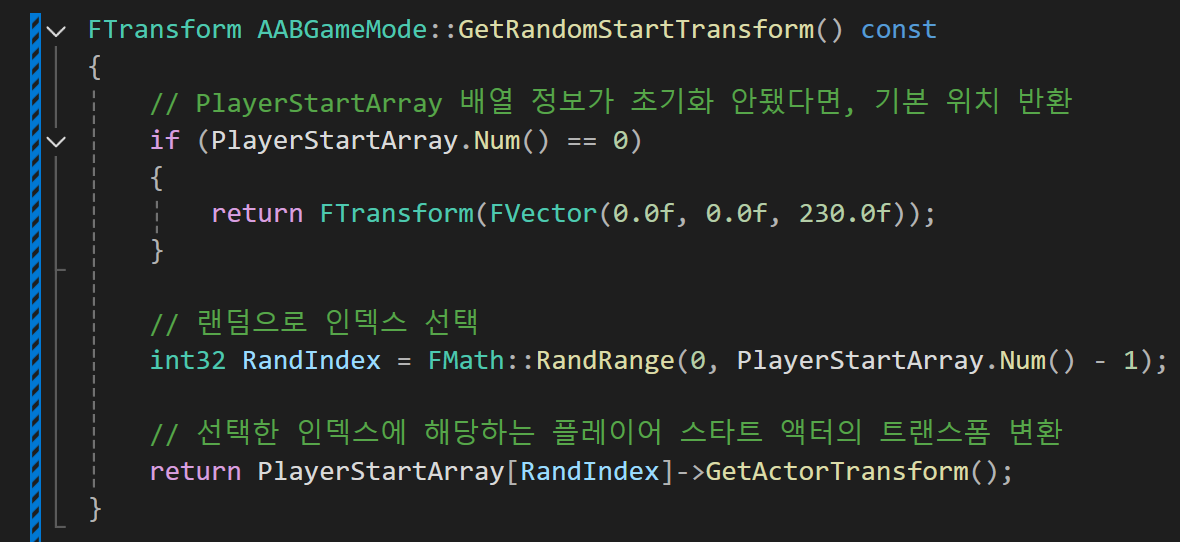 FTransform AABGameMode::GetRandomStartTransform() const
{
// PlayerStartArray 배열 정보가 초기화 안됐다면, 기본 위치 반환
if (PlayerStartArray.Num() == 0)
{
return FTransform(FVector(0.0f, 0.0f, 230.0f));
}
// 랜덤으로 인덱스 선택
int32 RandIndex = FMath::RandRange(0, PlayerStartArray.Num() - 1);
// 선택한 인덱스에 해당하는 플레이어 스타트 액터의 트랜스폼 변환
return PlayerStartArray[RandIndex]->GetActorTransform();
}